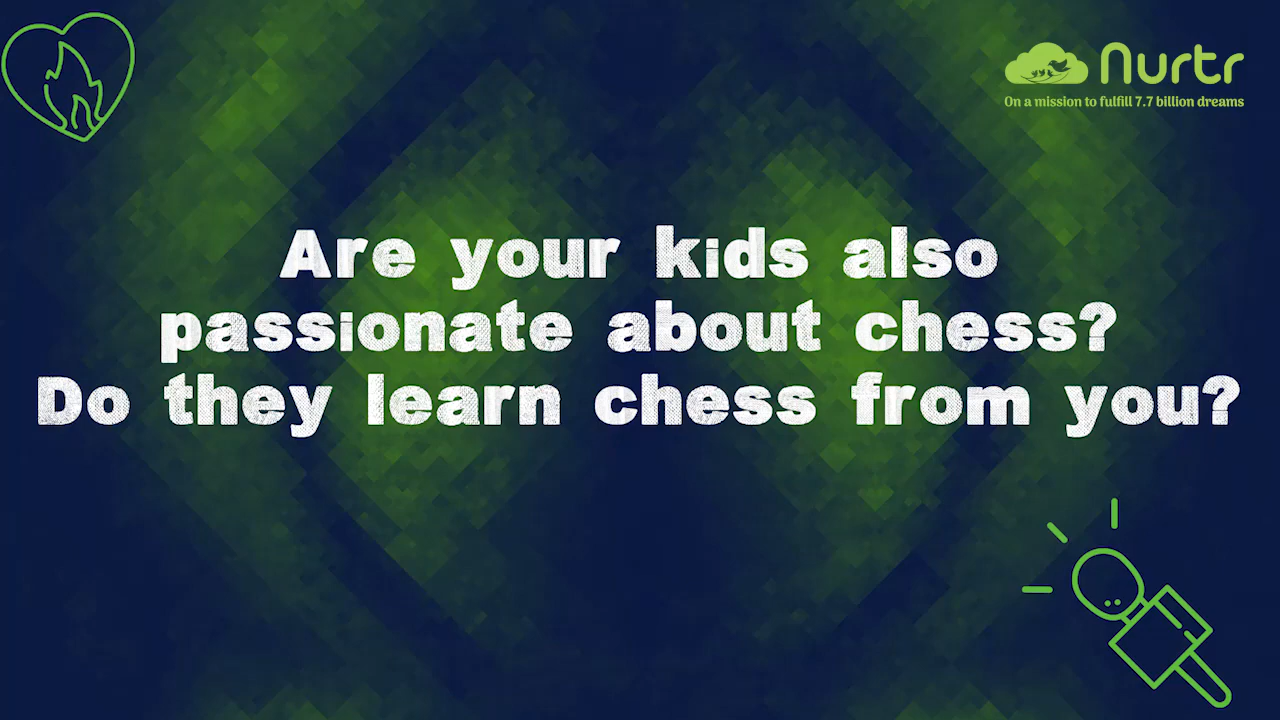 Nurtr
On a mission to fulfill 7.7 billion dreams
Are your kids also
passionate about chess?
Do they learn chess from you?